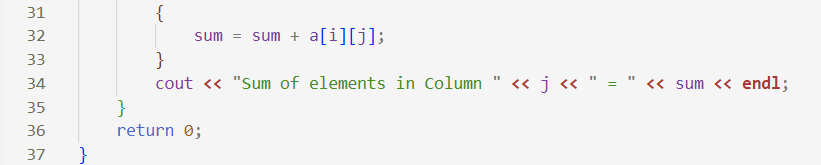 31 {
32 sum = sum + a[i][j];
33 }
34 cout << "Sum of elements in Column " << j << " = " << sum << endl;
35 }
36 return 0;
37 }